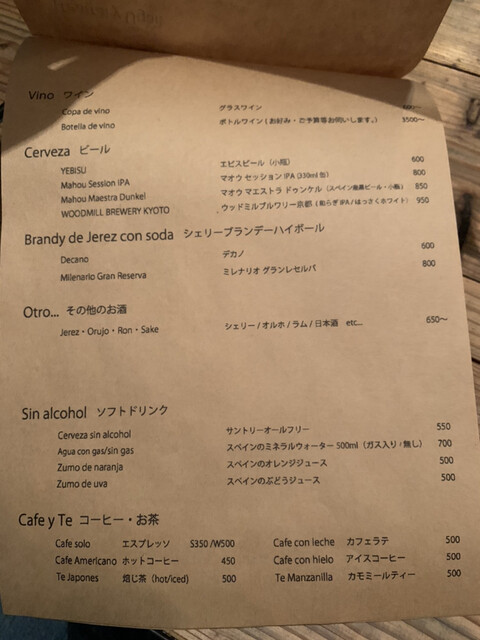 Vino ワイン
Copa de vino グラスワイン
Botella de vino ボトルワイン (お好み・ご予算等お伺いします。) 3500～
Cerveza ビール
YEBISU ヱビスビール (小瓶) 600
Mahou Session IPA マオウ セッション IPA (330ml 缶) 800
Mahou Maestra Dunkel マオウ マエストラ ドゥンケル (スペイン産黒ビール・小瓶) 850
WOODMILL BREWERY KYOTO ウッドミルブルワリー京都 (和らぎ IPA / はっさくホワイト) 950
Brandy de Jerez con soda シェリーブランデーハイボール
Decano デカノ 600
Milenario Gran Reserva ミレナリオ グランレセルバ 800
Otro... その他のお酒
Jerez・Orujo・Ron・Sake シェリー / オルホ / ラム / 日本酒 etc... 650～
Sin alcohol ソフトドリンク
Cerveza sin alcohol サントリーオールフリー 550
Agua con gas/sin gas スペインのミネラルウォーター 500ml (ガス入り / 無し) 700
Zumo de naranja スペインのオレンジジュース 500
Zumo de uva スペインのぶどうジュース 500
Cafe y Te コーヒー・お茶
Cafe solo エスプレッソ S350 /W500 Cafe con leche カフェラテ 500
Cafe Americano ホットコーヒー 450 Cafe con hielo アイスコーヒー 500
Te Japones 焙じ茶 (hot/iced) 500 Te Manzanilla カモミールティー 500